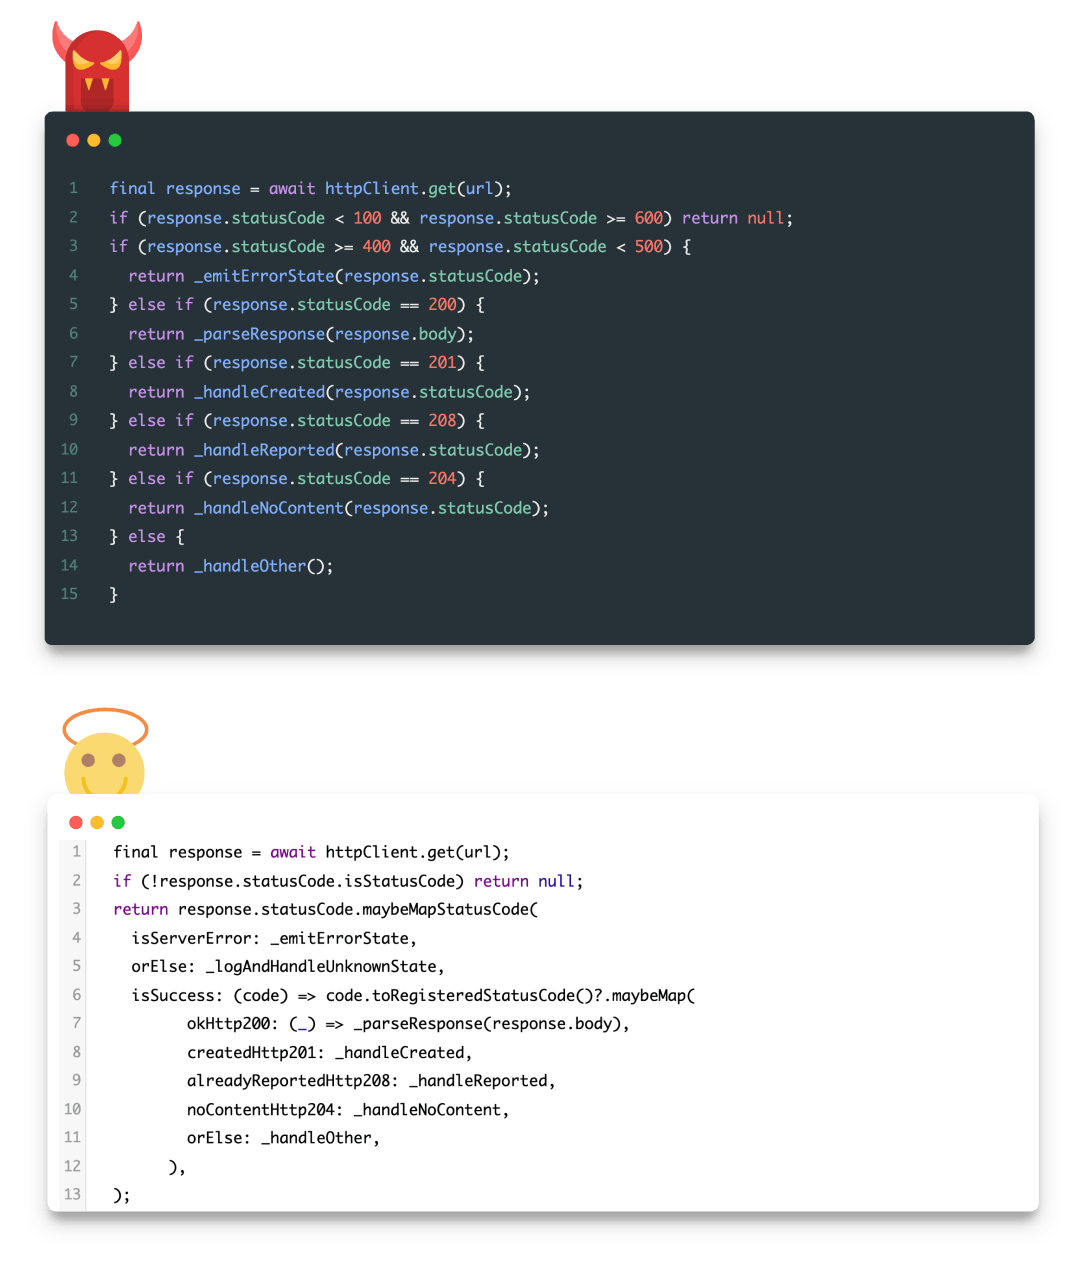 1 final response = await httpClient.get(url);
2 if (response.statusCode < 100 && response.statusCode >= 600) return null;
3 if (response.statusCode >= 400 && response.statusCode < 500) {
4 return _emitErrorState(response.statusCode);
5 } else if (response.statusCode == 200) {
6 return _parseResponse(response.body);
7 } else if (response.statusCode == 201) {
8 return _handleCreated(response.statusCode);
9 } else if (response.statusCode == 208) {
10 return _handleReported(response.statusCode);
11 } else if (response.statusCode == 204) {
12 return _handleNoContent(response.statusCode);
13 } else {
14 return _handleOther();
15 }
1 final response = await httpClient.get(url);
2 if (!response.statusCode.isStatusCode) return null;
3 return response.statusCode.maybeMapStatusCode(
4 isServerError: _emitErrorState,
5 orElse: _logAndHandleUnknownState,
6 isSuccess: (code) => code.toRegisteredStatusCode()?.maybeMap(
7 okHttp200: (_) => _parseResponse(response.body),
8 createdHttp201: _handleCreated,
9 alreadyReportedHttp208: _handleReported,
10 noContentHttp204: _handleNoContent,
11 orElse: _handleOther,
12 ),
13 );